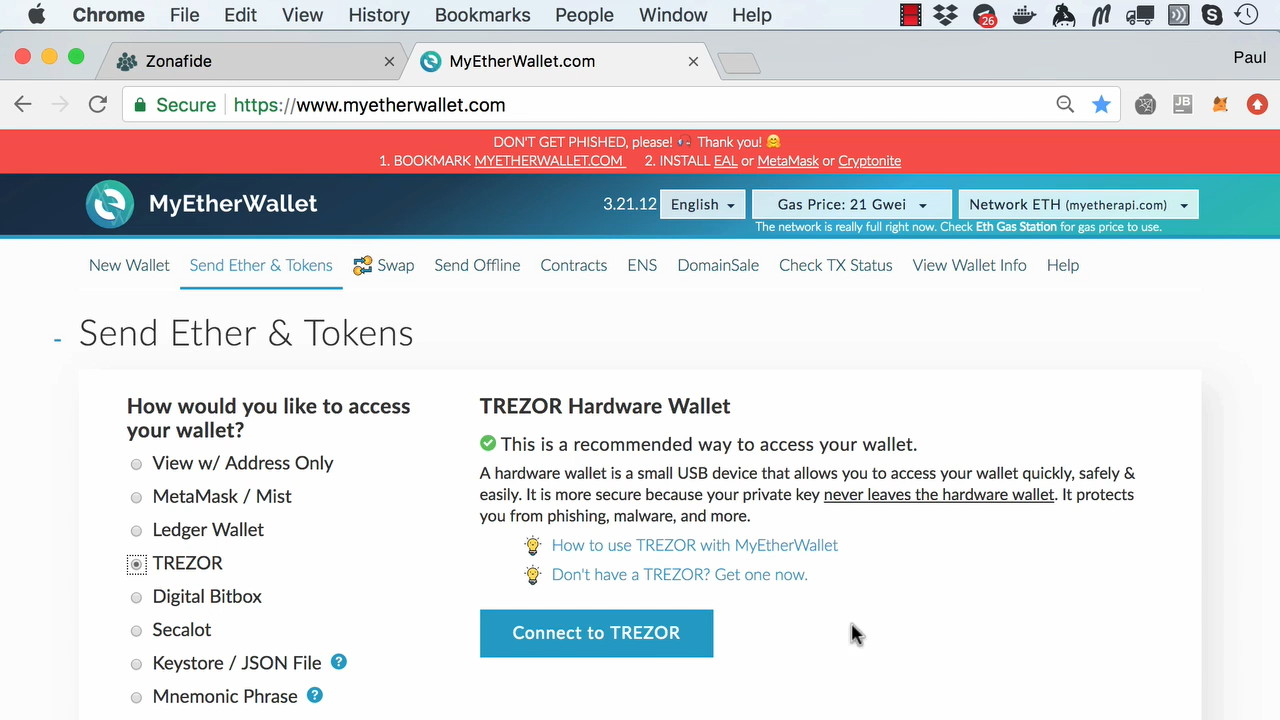 Chrome File Edit View History Bookmarks People Window Help
26
Zonafide
MyEtherWallet.com
Paul
Secure https://www.myetherwallet.com
JB
DON'T GET PHISHED, please! Thank you!
1. BOOKMARK MYETHERWALLET.COM 2. INSTALL EAL or MetaMask or Cryptonite
MyEtherWallet
3.21.12 English Gas Price: 21 Gwei Network ETH (myetherapi.com)
The network is really full right now. Check Eth Gas Station for gas price to use.
New Wallet Send Ether & Tokens Swap Send Offline Contracts ENS DomainSale Check TX Status View Wallet Info Help
- Send Ether & Tokens
How would you like to access
your wallet?
View w/ Address Only
MetaMask / Mist
Ledger Wallet
TREZOR
Digital Bitbox
Secalot
Keystore / JSON File ?
Mnemonic Phrase ?
TREZOR Hardware Wallet
This is a recommended way to access your wallet.
A hardware wallet is a small USB device that allows you to access your wallet quickly, safely &
easily. It is more secure because your private key never leaves the hardware wallet. It protects
you from phishing, malware, and more.
How to use TREZOR with MyEtherWallet
Don't have a TREZOR? Get one now.
Connect to TREZOR